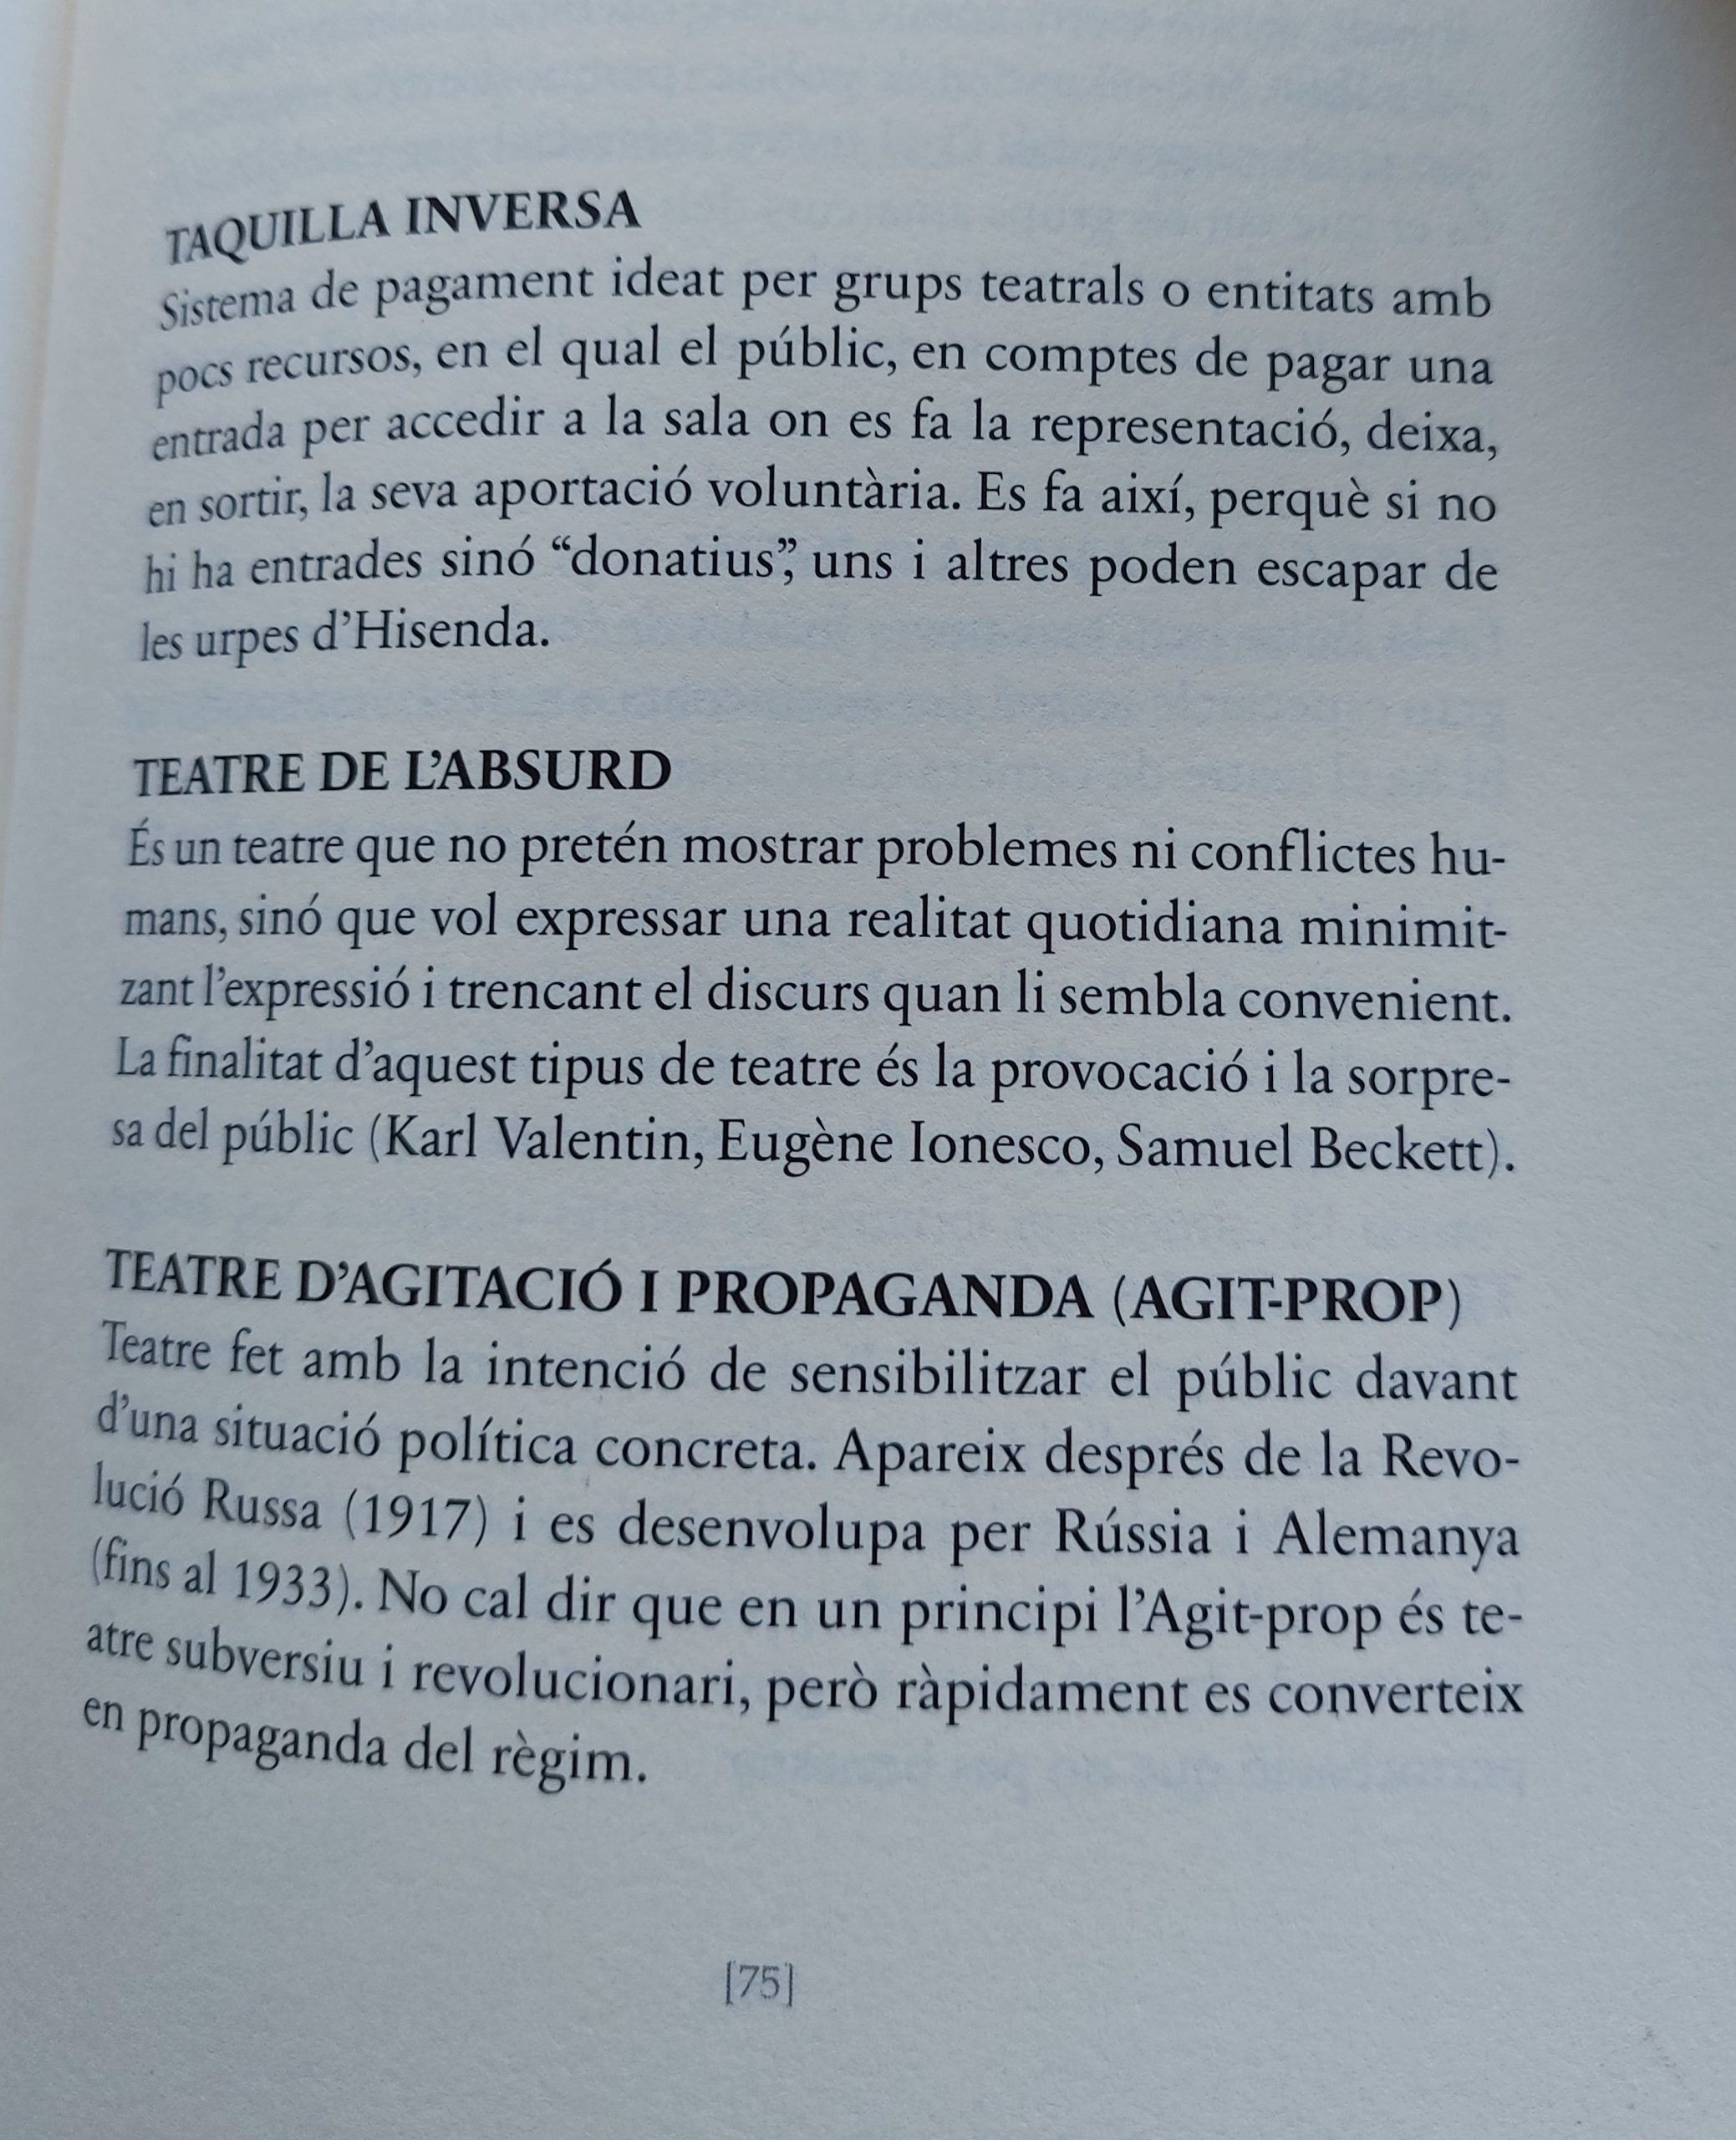 TAQUILLA INVERSA
Sistema de pagament ideat per grups teatrals o entitats amb
pocs recursos, en el qual el públic, en comptes de pagar una
entrada per accedir a la sala on es fa la representació, deixa,
en sortir, la seva aportació voluntària. Es fa així, perquè si no
hi ha entrades sinó “donatius”, uns i altres poden escapar de
les urpes d’Hisenda.
TEATRE DE L’ABSURD
És un teatre que no pretén mostrar problemes ni conflictes hu-
mans, sinó que vol expressar una realitat quotidiana minimit-
zant l’expressió i trencant el discurs quan li sembla convenient.
La finalitat d’aquest tipus de teatre és la provocació i la sorpre-
sa del públic (Karl Valentin, Eugène Ionesco, Samuel Beckett).
TEATRE D’AGITACIÓ I PROPAGANDA (AGIT-PROP)
Teatre fet amb la intenció de sensibilitzar el públic davant
d’una situació política concreta. Apareix després de la Revo-
lució Russa (1917) i es desenvolupa per Rússia i Alemanya
(fins al 1933). No cal dir que en un principi l’Agit-prop és te-
atre subversiu i revolucionari, però ràpidament es converteix
en propaganda del règim.
[75]